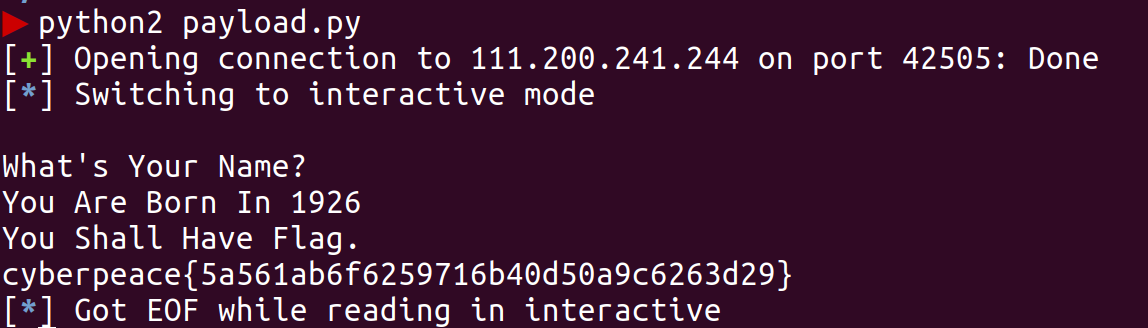 python2 payload.py
[+] Opening connection to 111.200.241.244 on port 42505: Done
[*] Switching to interactive mode
What's Your Name?
You Are Born In 1926
You Shall Have Flag.
cyberpeace{5a561ab6f6259716b40d50a9c6263d29}
[*] Got EOF while reading in interactive